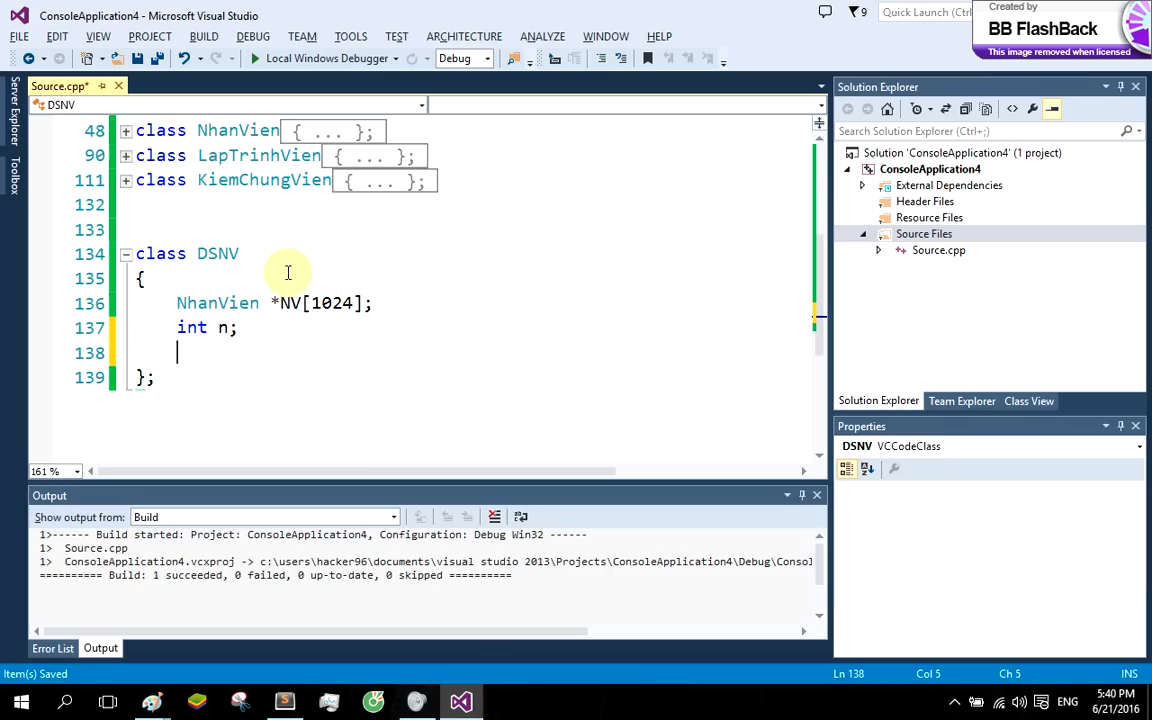 ConsoleApplication4 - Microsoft Visual Studio
9
Quick Launch (Ctrl
Created by
BB FlashBack
This image removed when licensed
FILE EDIT VIEW PROJECT BUILD DEBUG TEAM TOOLS TEST ARCHITECTURE ANALYZE WINDOW HELP
Local Windows Debugger Debug
Server Explorer
Toolbox
Source.cpp*
DSNV
48 class NhanVien { ... };
90 class LapTrinhVien { ... };
111 class KiemChungVien { ... };
132
133
134 class DSNV
135 {
136 NhanVien *NV[1024];
137 int n;
138
139 };
161 %
Solution Explorer
Search Solution Explorer (Ctrl+;)
Solution 'ConsoleApplication4' (1 project)
ConsoleApplication4
External Dependencies
Header Files
Resource Files
Source Files
Source.cpp
Solution Explorer Team Explorer Class View
Properties
DSNV VCCodeClass
Output
Show output from: Build
1>------ Build started: Project: ConsoleApplication4, Configuration: Debug Win32 ------
1> Source.cpp
1> ConsoleApplication4.vcxproj -> c:\users\hacker96\documents\visual studio 2013\Projects\ConsoleApplication4\Debug\Consol
========== Build: 1 succeeded, 0 failed, 0 up-to-date, 0 skipped ==========
Error List Output
Item(s) Saved Ln 138 Col 5 Ch 5 INS
ENG
5:40 PM
6/21/2016